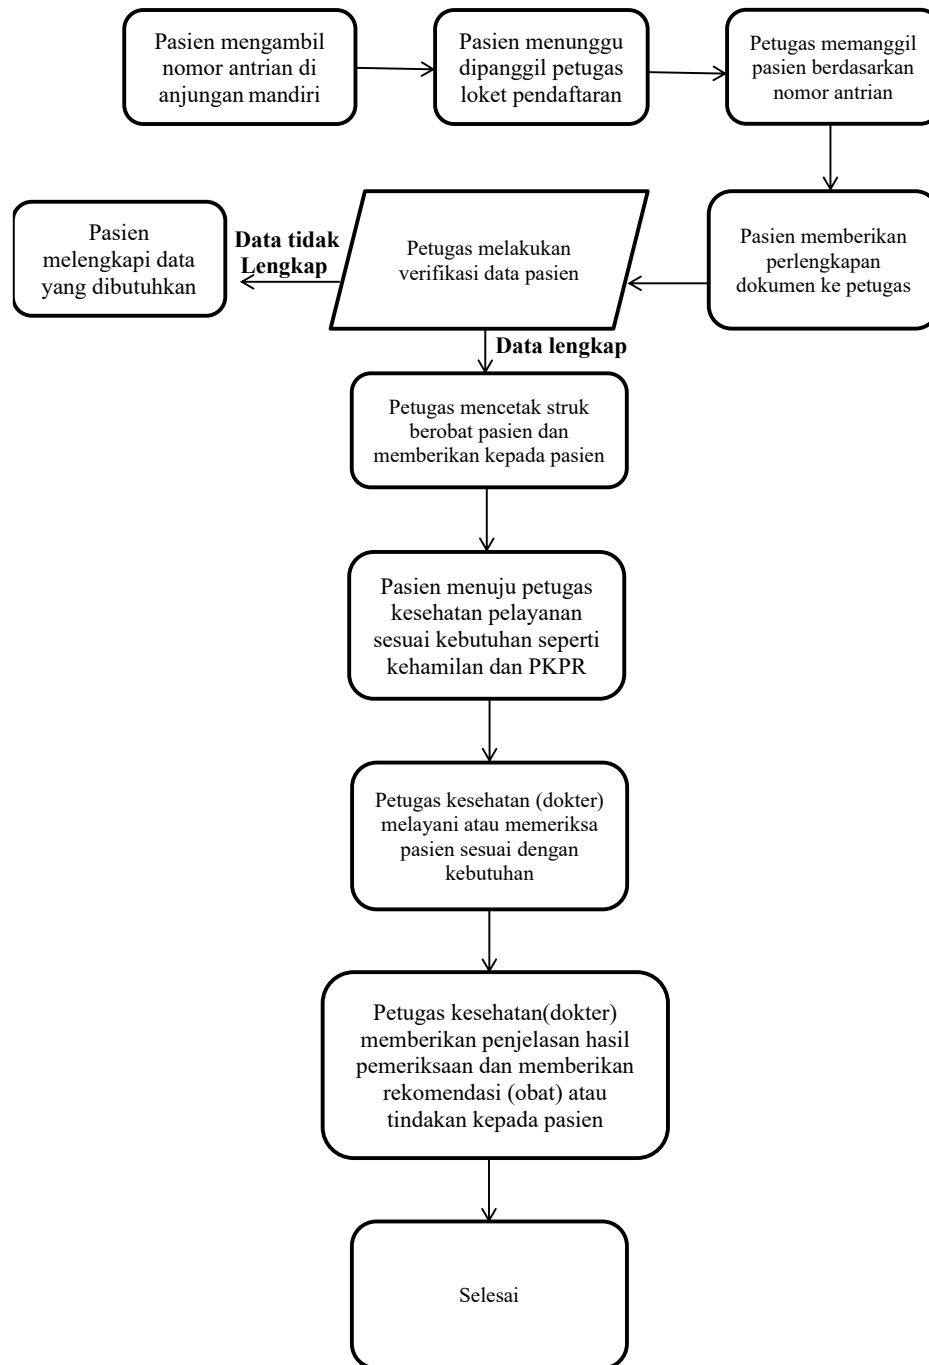 Pasien mengambil
nomor antrian di
anjungan mandiri
Pasien menunggu
dipanggil petugas
loket pendaftaran
Petugas memanggil
pasien berdasarkan
nomor antrian
Pasien memberikan
perlengkapan
dokumen ke petugas
Petugas melakukan
verifikasi data pasien
Data tidak
Lengkap
Pasien
melengkapi data
yang dibutuhkan
Data lengkap
Petugas mencetak struk
berobat pasien dan
memberikan kepada pasien
Pasien menuju petugas
kesehatan pelayanan
sesuai kebutuhan seperti
kehamilan dan PKPR
Petugas kesehatan (dokter)
melayani atau memeriksa
pasien sesuai dengan
kebutuhan
Petugas kesehatan(dokter)
memberikan penjelasan hasil
pemeriksaan dan memberikan
rekomendasi (obat) atau
tindakan kepada pasien
Selesai